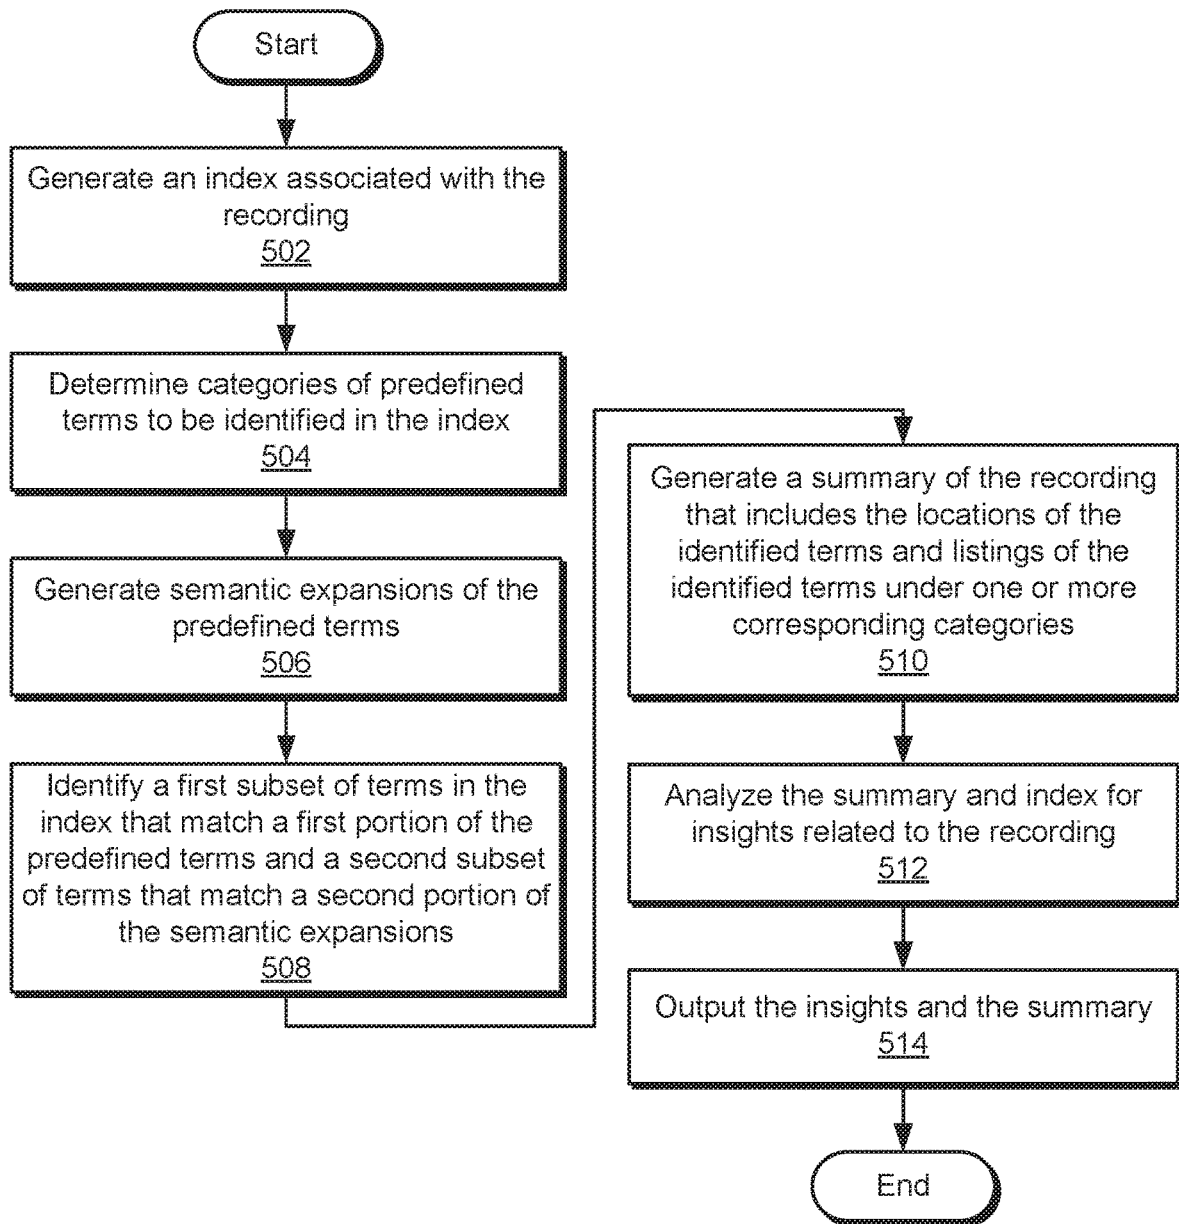 Start
Generate an index associated with the
recording
502
Determine categories of predefined
terms to be identified in the index
504
Generate semantic expansions of the
predefined terms
506
Identify a first subset of terms in the
index that match a first portion of the
predefined terms and a second subset
of terms that match a second portion of
the semantic expansions
508
Generate a summary of the recording
that includes the locations of the
identified terms and listings of the
identified terms under one or more
corresponding categories
510
Analyze the summary and index for
insights related to the recording
512
Output the insights and the summary
514
End